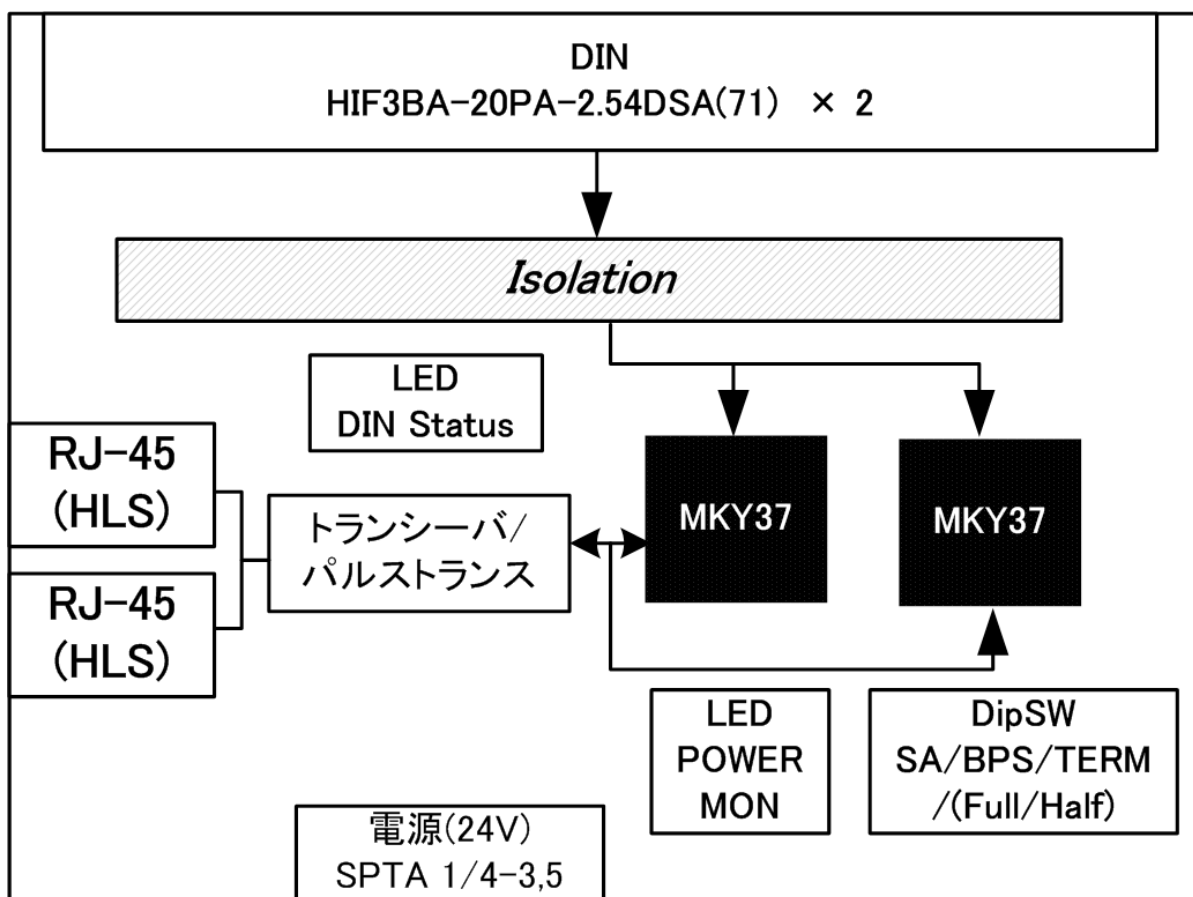 DIN
HIF3BA-20PA-2.54DSA(71) × 2
Isolation
LED
DIN Status
RJ-45
(HLS)
トランシーバ/
パルストランス
MKY37
MKY37
RJ-45
(HLS)
LED
POWER
MON
DipSW
SA/BPS/TERM
/(Full/Half)
電源(24V)
SPTA 1/4-3,5